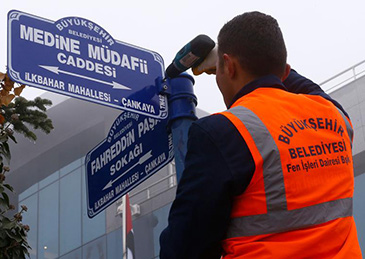 BÜYÜKŞEHİR
BELEDİYESİ
MEDİNE MÜDAFİİ
CADDESİ
İLKBAHAR MAHALLESİ - ÇANKAYA
BÜYÜKŞEHİR
BELEDİYESİ
FAHREDDİN PAŞA
SOKAĞI
İLKBAHAR MAHALLESİ - ÇANKAYA
BÜYÜKŞEHİR
BELEDİYESİ
Fen İşleri Dairesi Bşk.